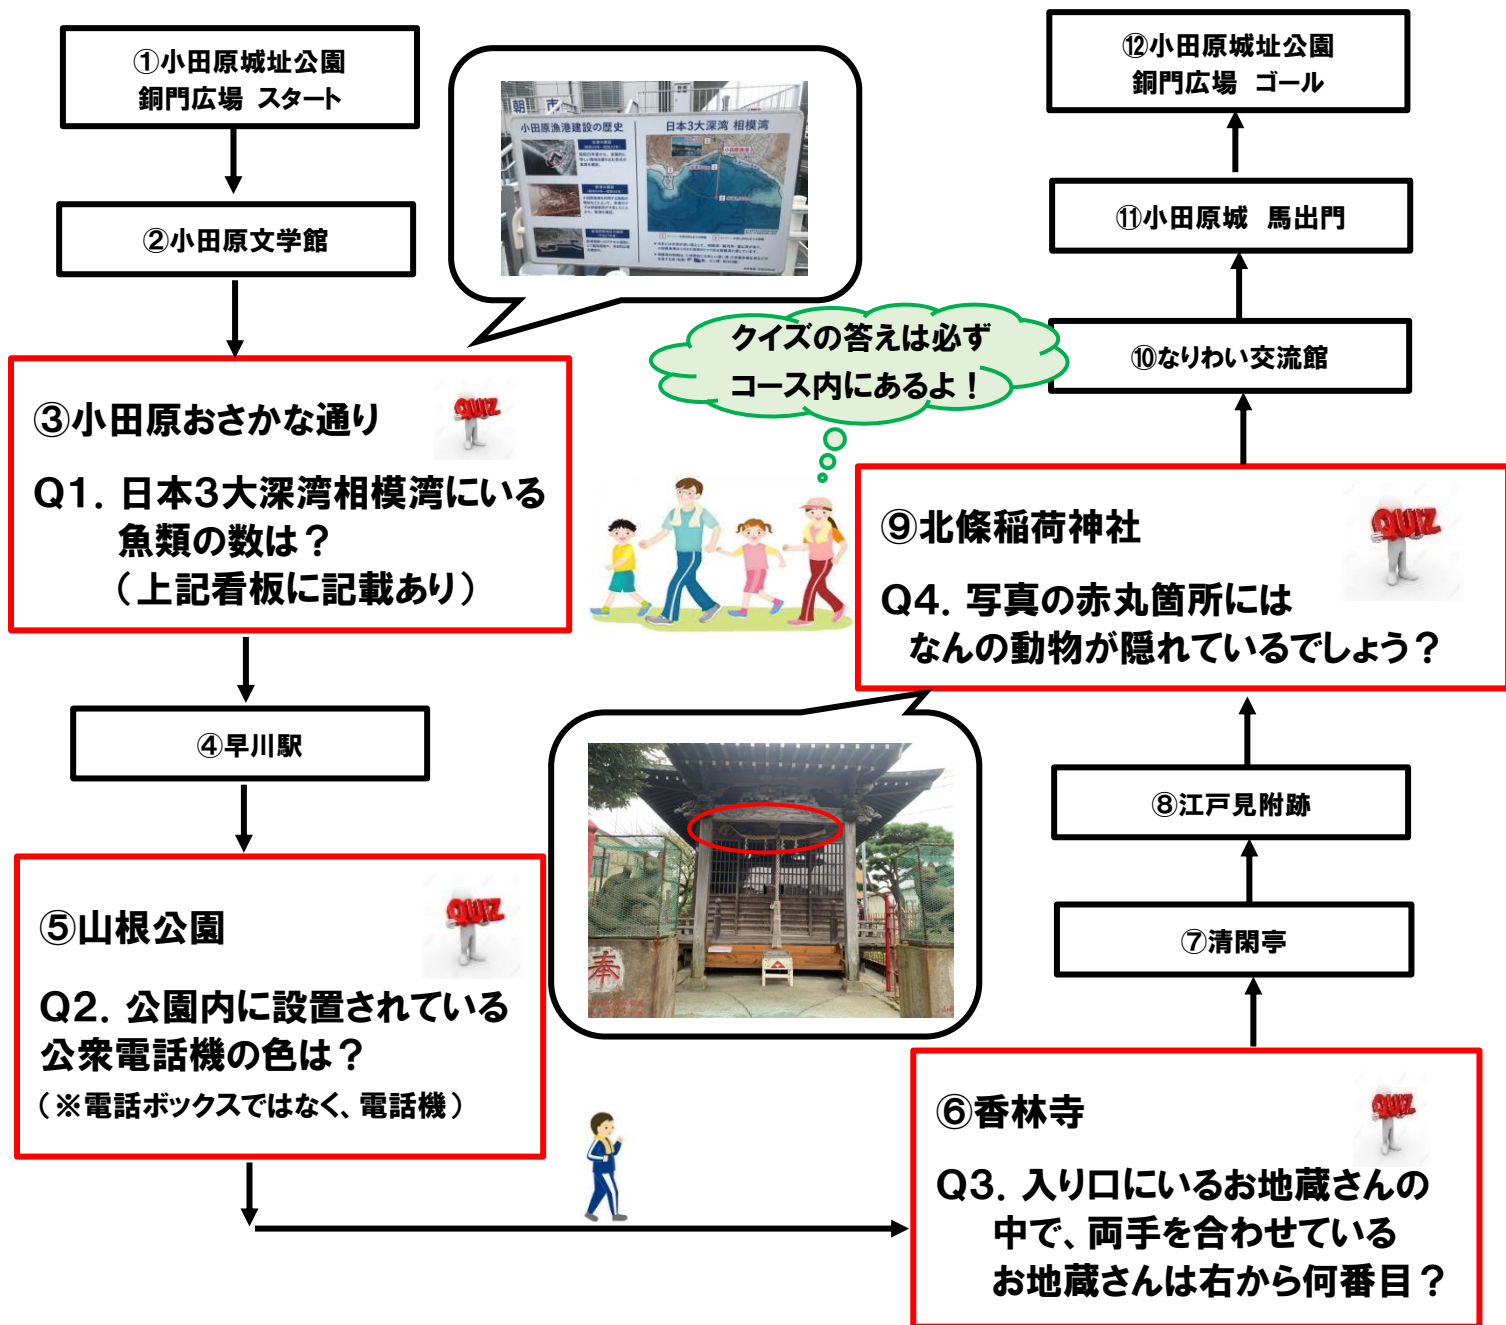 ①小田原城址公園
銅門広場 スタート
②小田原文学館
朝市
小田原漁港建設の歴史
日本3大深湾 相模湾
③小田原おさかな通り
QUIZ
Q1. 日本3大深湾相模湾にいる
魚類の数は？
（上記看板に記載あり）
④早川駅
⑤山根公園
QUIZ
Q2. 公園内に設置されている
公衆電話機の色は？
（※電話ボックスではなく、電話機）
クイズの答えは必ず
コース内にあるよ！
⑥香林寺
QUIZ
Q3. 入り口にいるお地蔵さんの
中で、両手を合わせている
お地蔵さんは右から何番目？
⑦清閑亭
⑧江戸見附跡
⑨北條稲荷神社
QUIZ
Q4. 写真の赤丸箇所には
なんの動物が隠れているでしょう？
奉
⑩なりわい交流館
⑪小田原城 馬出門
⑫小田原城址公園
銅門広場 ゴール